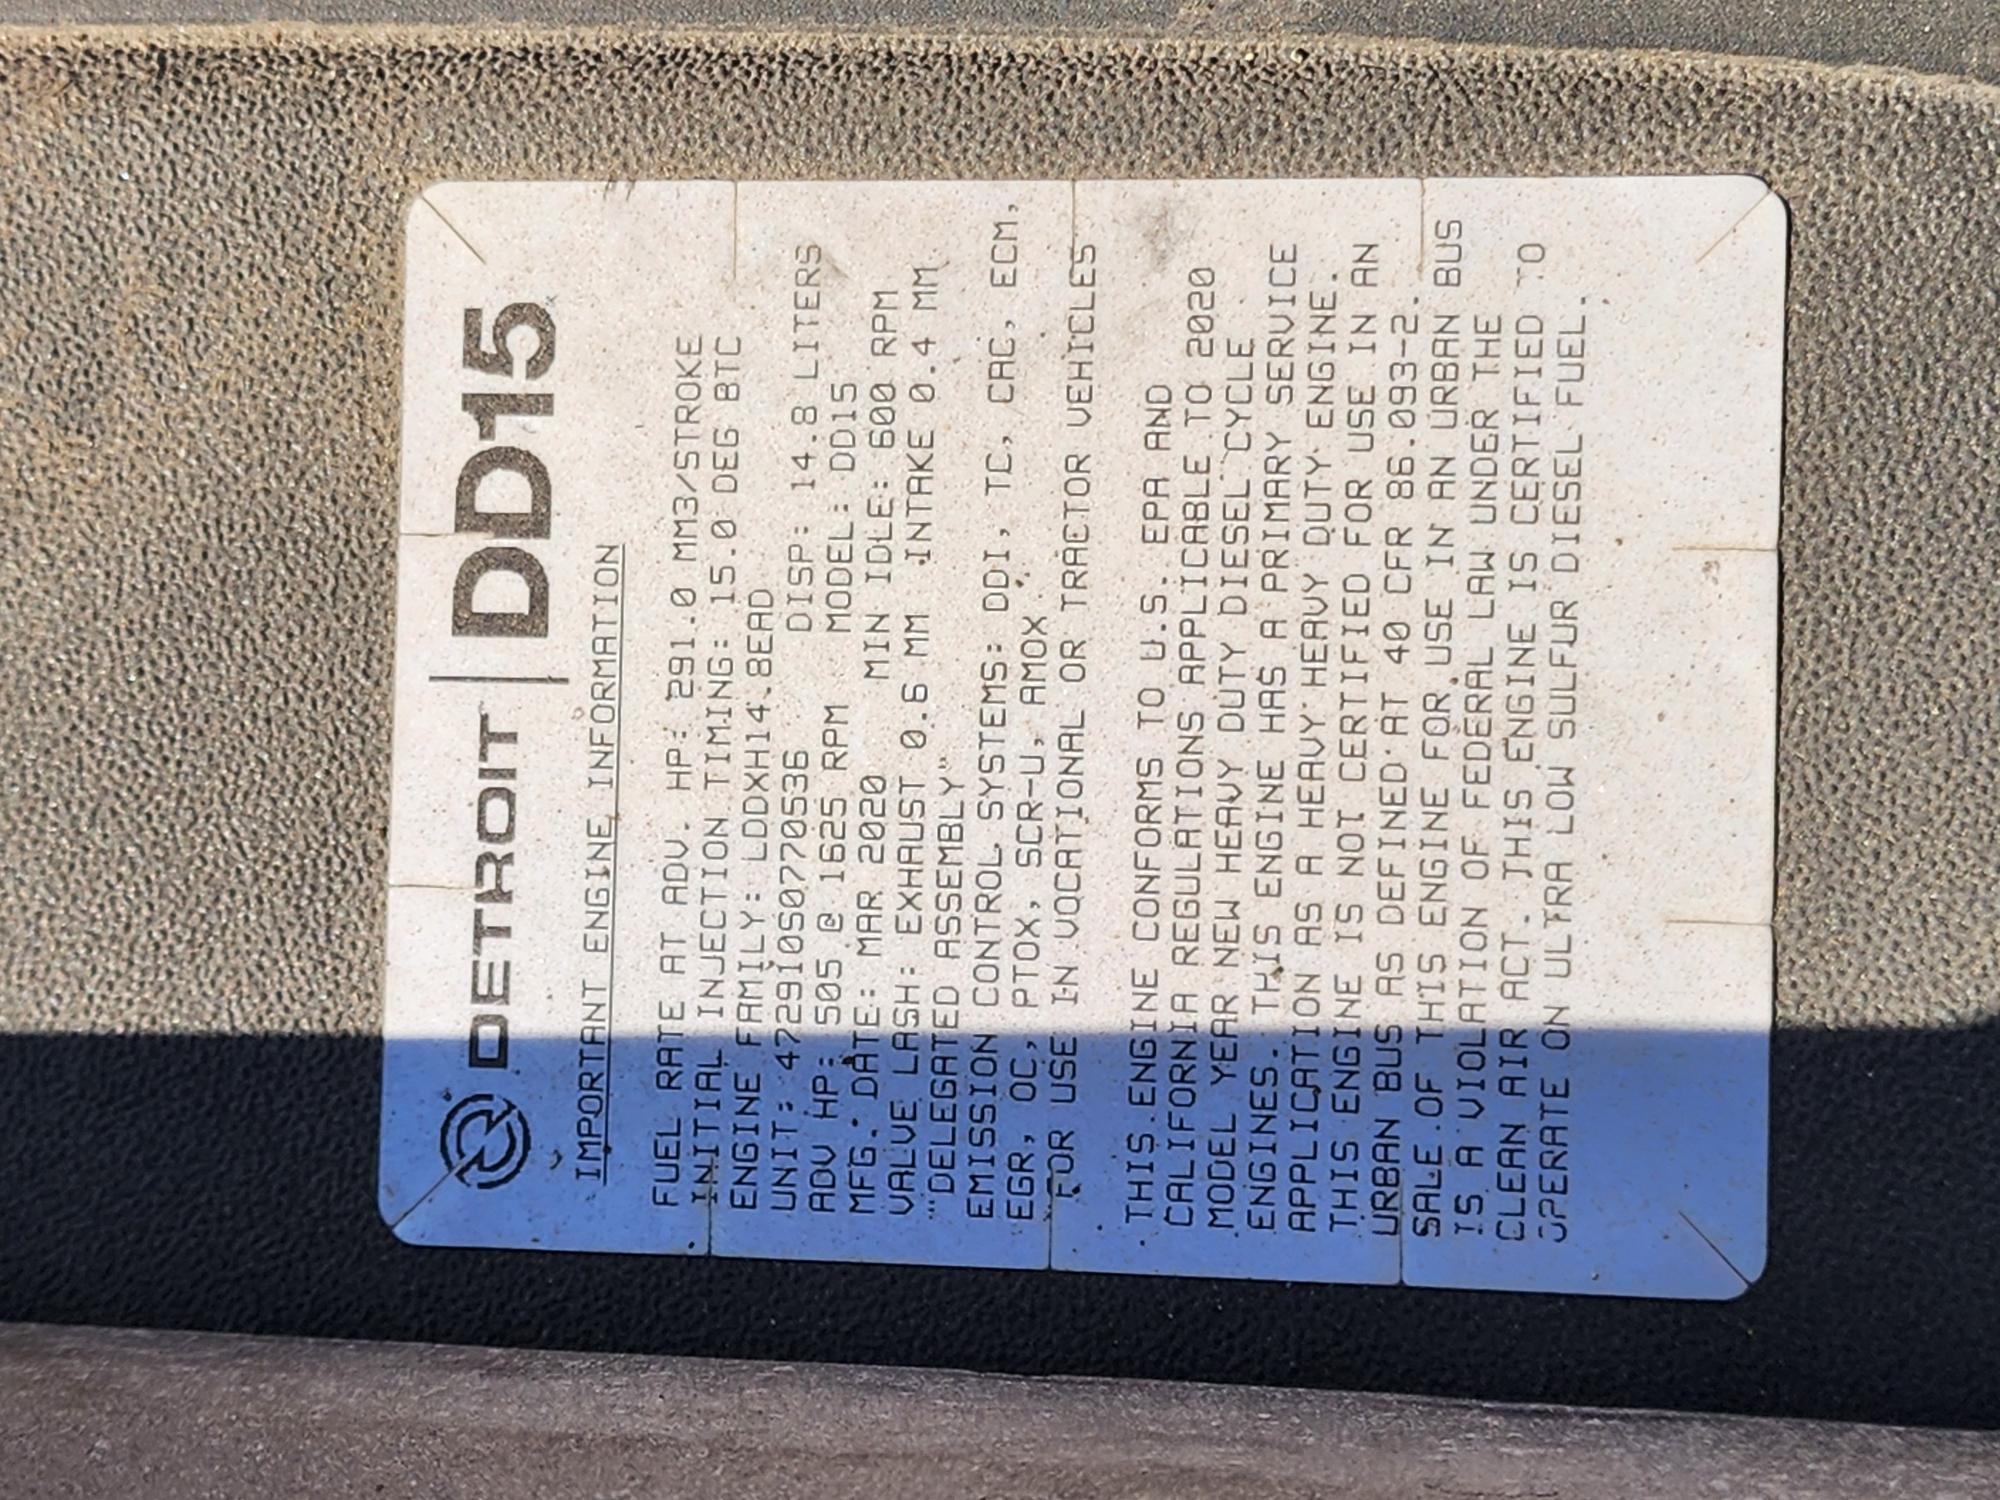 DETROIT | DD15
IMPORTANT ENGINE INFORMATION
FUEL RATE AT ADV. HP: 291.0 MM3/STROKE
INITIAL INJECTION TIMING: 15.0 DEG BTC
ENGINE FAMILY: LDDXH14.8EAD
UNIT: 472910S0770536 DISP: 14.8 LITERS
ADV HP: 505 @ 1625 RPM MODEL: DD15
MFG. DATE: MAR 2020 MIN IDLE: 600 RPM
VALVE LASH: EXHAUST 0.6 MM INTAKE 0.4 MM
"DELEGATED ASSEMBLY"
EMISSION CONTROL SYSTEMS: DDI, TC, CAC, ECM,
EGR, OC, PTOX, SCR-U, AMOX
FOR USE IN VOCATIONAL OR TRACTOR VEHICLES
THIS ENGINE CONFORMS TO U.S. EPA AND
CALIFORNIA REGULATIONS APPLICABLE TO 2020
MODEL YEAR NEW HEAVY DUTY DIESEL CYCLE
ENGINES. THIS ENGINE HAS A PRIMARY SERVICE
APPLICATION AS A HEAVY HEAVY DUTY ENGINE.
THIS ENGINE IS NOT CERTIFIED FOR USE IN AN
URBAN BUS AS DEFINED AT 40 CFR 86.093-2.
SALE OF THIS ENGINE FOR USE IN AN URBAN BUS
IS A VIOLATION OF FEDERAL LAW UNDER THE
CLEAN AIR ACT. THIS ENGINE IS CERTIFIED TO
OPERATE ON ULTRA LOW SULFUR DIESEL FUEL.